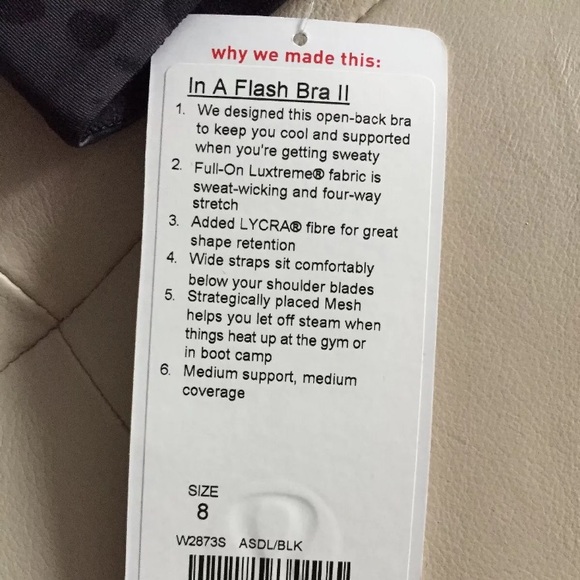 why we made this:
In A Flash Bra II
1. We designed this open-back bra
to keep you cool and supported
when you're getting sweaty
2. Full-On Luxtreme® fabric is
sweat-wicking and four-way
stretch
3. Added LYCRA® fibre for great
shape retention
4. Wide straps sit comfortably
below your shoulder blades
5. Strategically placed Mesh
helps you let off steam when
things heat up at the gym or
in boot camp
6. Medium support, medium
coverage
SIZE
8
W2873S ASDL/BLK